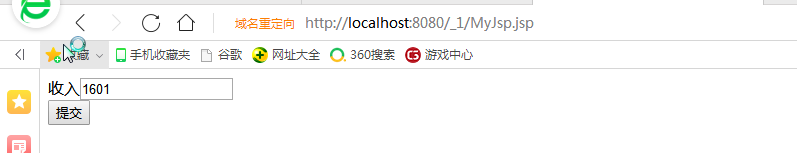 域名重定向 http://localhost:8080/_1/MyJsp.jsp
收藏 手机收藏夹 谷歌 网址大全 360搜索 游戏中心
收入 1601
提交